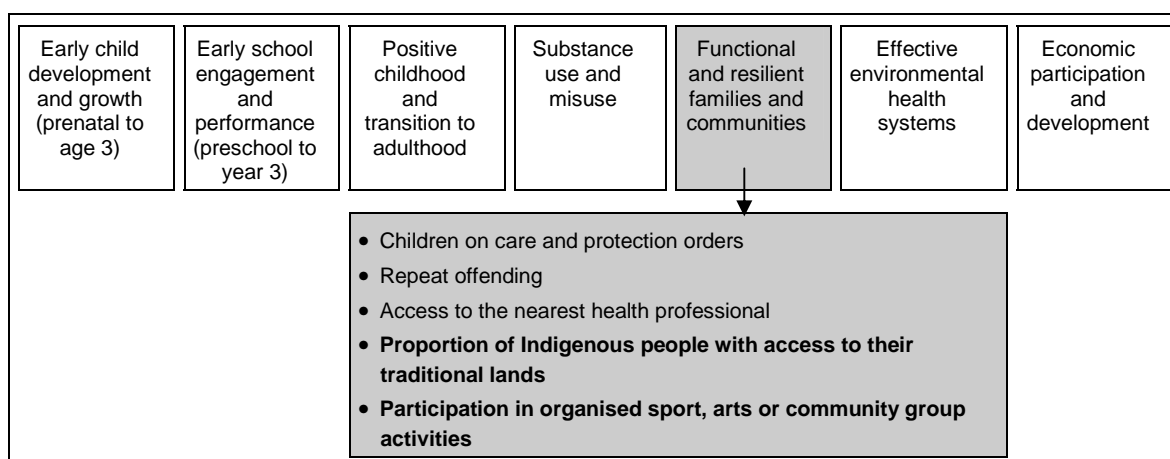 Early child
development
and growth
(prenatal to
age 3)
Early school
engagement
and
performance
(preschool to
year 3)
Positive
childhood
and
transition to
adulthood
Substance
use and
misuse
Functional
and resilient
families and
communities
Effective
environmental
health
systems
Economic
participation
and
development
• Children on care and protection orders
• Repeat offending
• Access to the nearest health professional
• Proportion of Indigenous people with access to their
traditional lands
• Participation in organised sport, arts or community group
activities